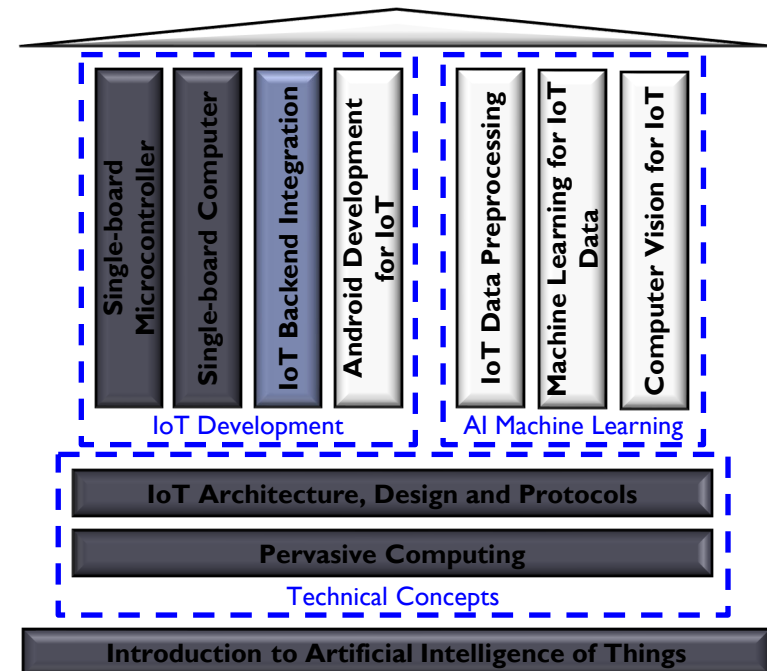 Single-board
Microcontroller
Single-board Computer
IoT Backend Integration
Android Development
for IoT
IoT Data Preprocessing
Machine Learning for IoT
Data
Computer Vision for IoT
IoT Development
AI Machine Learning
IoT Architecture, Design and Protocols
Pervasive Computing
Technical Concepts
Introduction to Artificial Intelligence of Things